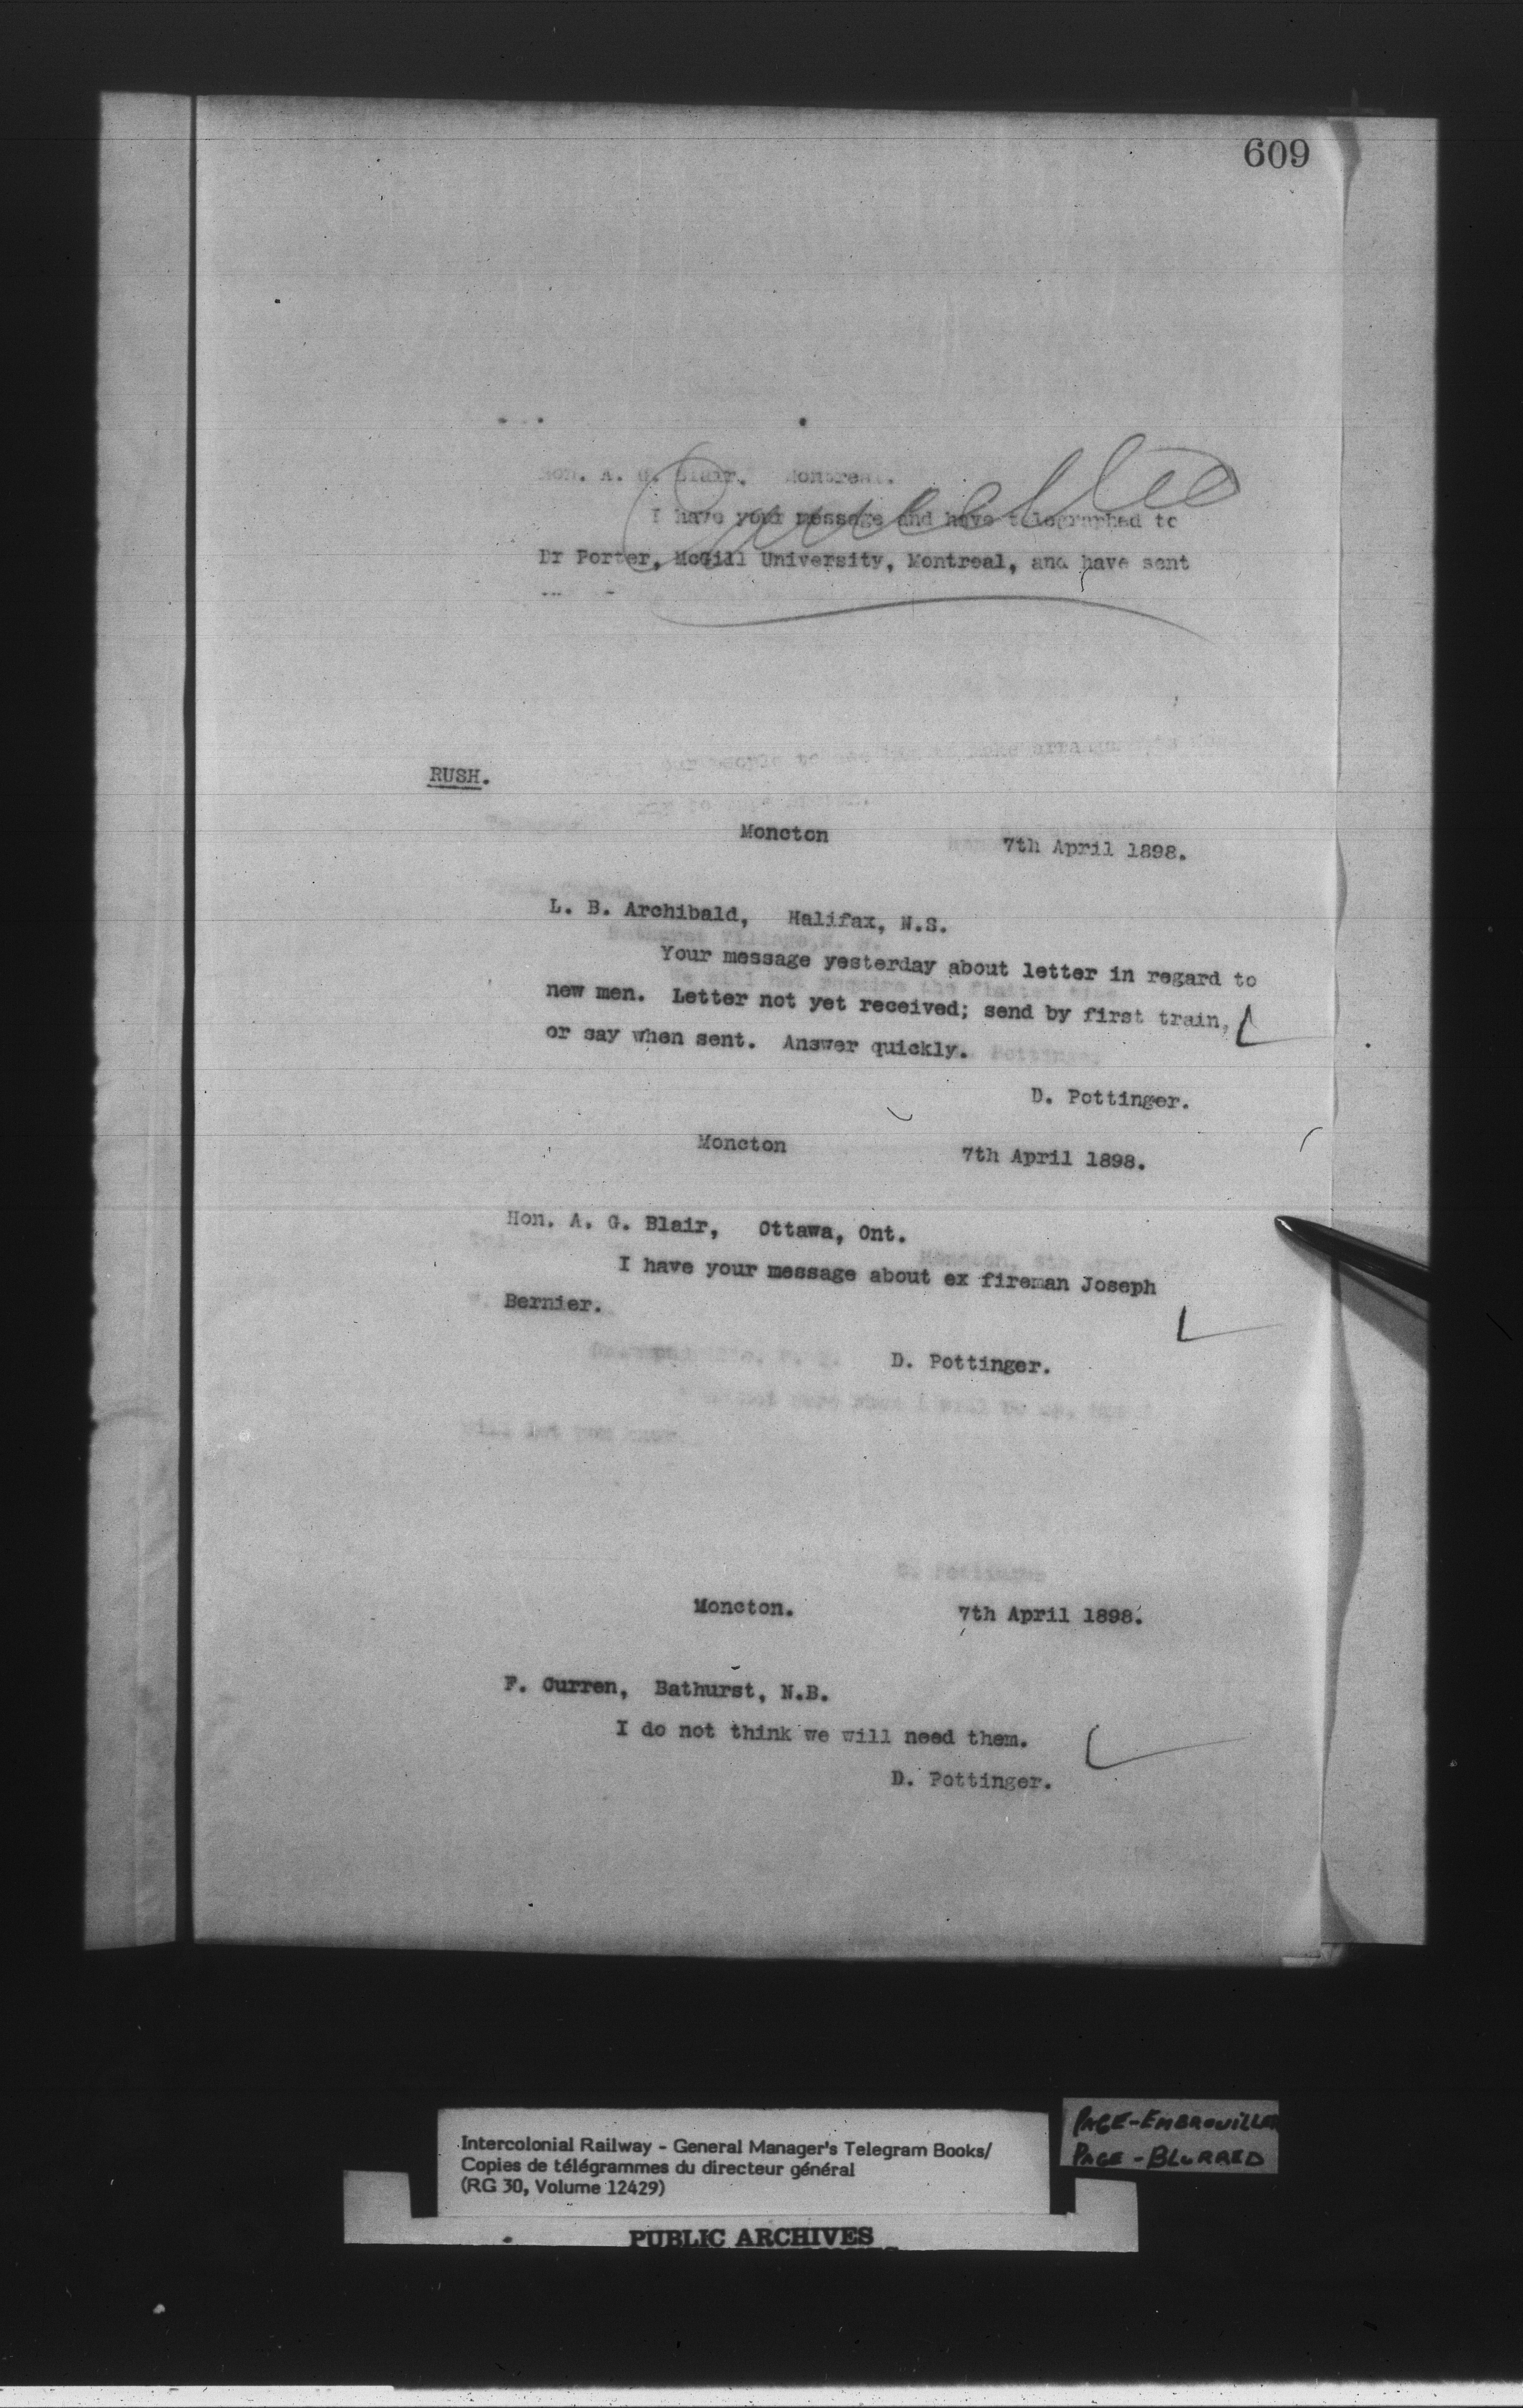 609
Hon. A. G. Blair, Montreal.
Cancelled
I have your message and have telegraphed to
Dr Porter, McGill University, Montreal, and have sent
RUSH.
Moncton 7th April 1898.
L. B. Archibald, Halifax, N.S.
Your message yesterday about letter in regard to
new men. Letter not yet received; send by first train,
or say when sent. Answer quickly.
D. Pottinger.
Moncton 7th April 1898.
Hon. A. G. Blair, Ottawa, Ont.
I have your message about ex fireman Joseph
Bernier.
D. Pottinger.
Moncton. 7th April 1898.
F. Curren, Bathurst, N.B.
I do not think we will need them.
D. Pottinger.
Intercolonial Railway - General Manager's Telegram Books/
Copies de télégrammes du directeur général
(RG 30, Volume 12429)
PAGE-EMBROUILLER
PAGE-BLURRED
PUBLIC ARCHIVES